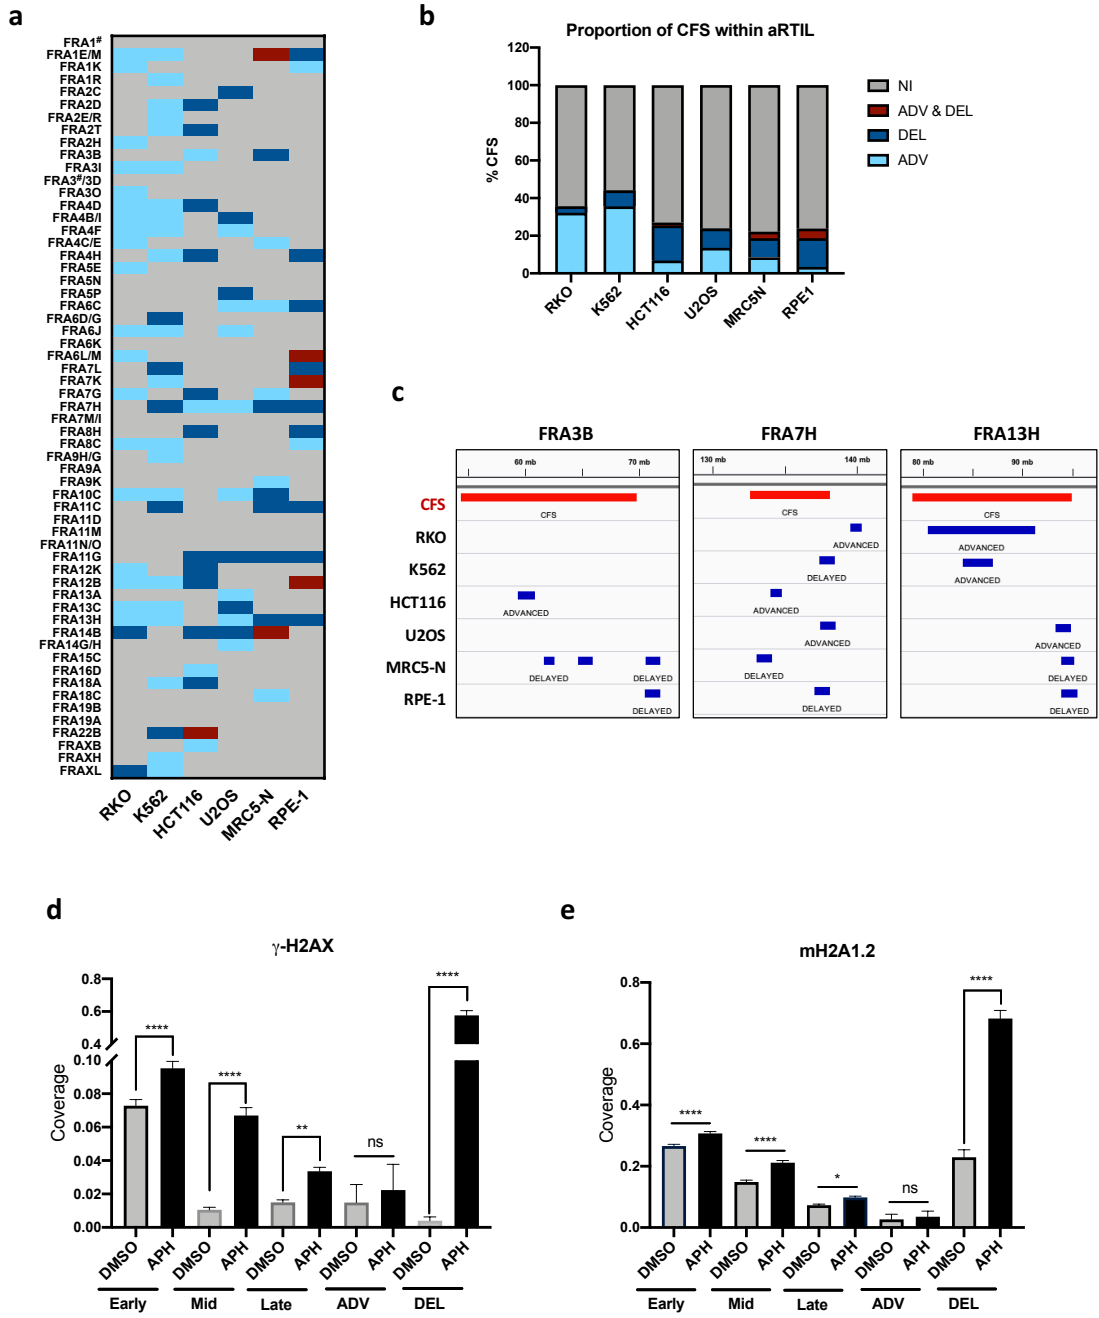 a
FRA1#
FRA1E/M
FRA1K
FRA1R
FRA2C
FRA2D
FRA2E/R
FRA2T
FRA2H
FRA3B
FRA3I
FRA3#/3D
FRA3O
FRA4D
FRA4B/I
FRA4F
FRA4C/E
FRA4H
FRA5E
FRA5N
FRA5P
FRA6C
FRA6D/G
FRA6J
FRA6K
FRA6L/M
FRA7L
FRA7K
FRA7G
FRA7H
FRA7M/I
FRA8H
FRA8C
FRA9H/G
FRA9A
FRA9K
FRA10C
FRA11C
FRA11D
FRA11M
FRA11N/O
FRA11G
FRA12K
FRA12B
FRA13A
FRA13C
FRA13H
FRA14B
FRA14G/H
FRA15C
FRA16D
FRA18A
FRA18C
FRA19B
FRA19A
FRA22B
FRAXB
FRAXH
FRAXL
RKO K562 HCT116 U2OS MRC5-N RPE-1
b
Proportion of CFS within aRTIL
% CFS
120
100
80
60
40
20
0
RKO K562 HCT116 U2OS MRC5N RPE1
NI
ADV & DEL
DEL
ADV
c
FRA3B FRA7H FRA13H
60 mb 70 mb 130 mb 140 mb 80 mb 90 mb
CFS
CFS CFS CFS
RKO
ADVANCED ADVANCED
K562
DELAYED ADVANCED
HCT116
ADVANCED ADVANCED
U2OS
ADVANCED ADVANCED
MRC5-N
DELAYED DELAYED DELAYED DELAYED
RPE-1
DELAYED DELAYED DELAYED
d
γ-H2AX
Coverage
0.8
0.6
0.4
0.10
0.08
0.06
0.04
0.02
0.00
**** **** ** ns ****
DMSO APH DMSO APH DMSO APH DMSO APH DMSO APH
Early Mid Late ADV DEL
e
mH2A1.2
Coverage
0.8
0.6
0.4
0.2
0.0
**** **** * ns ****
DMSO APH DMSO APH DMSO APH DMSO APH DMSO APH
Early Mid Late ADV DEL